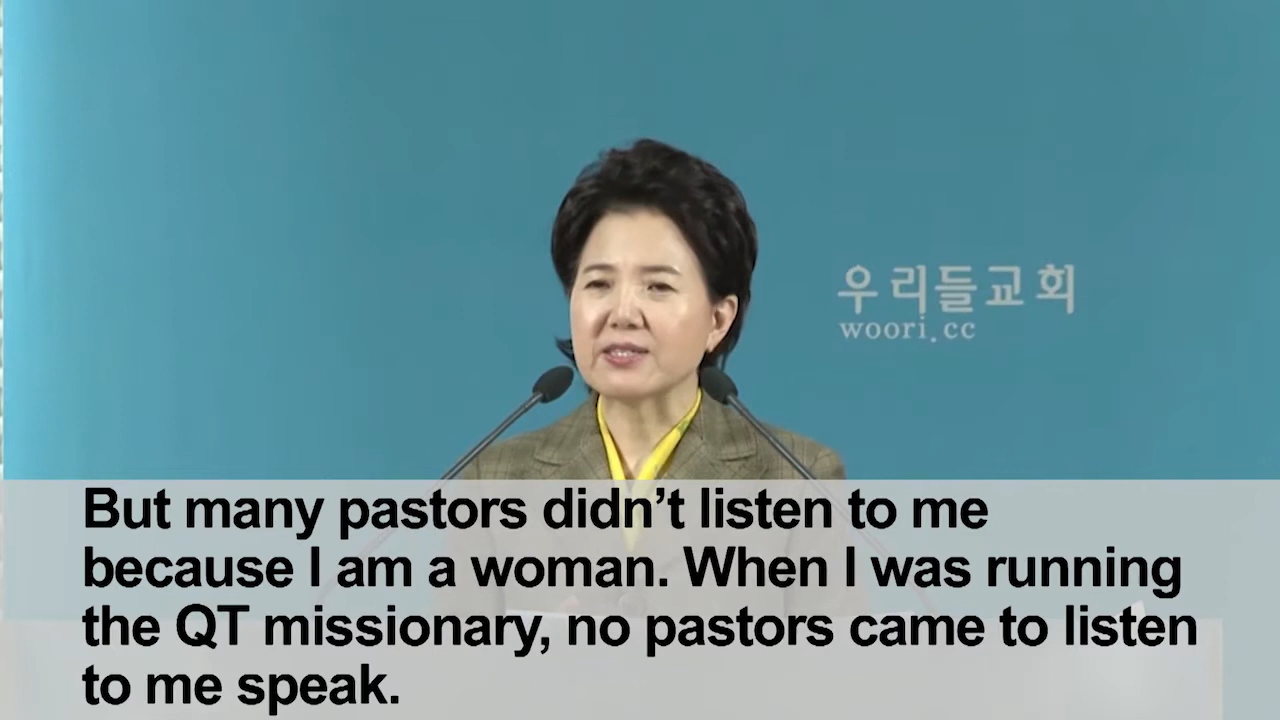 우리들교회
woori.cc
But many pastors didn’t listen to me
because I am a woman. When I was running
the QT missionary, no pastors came to listen
to me speak.